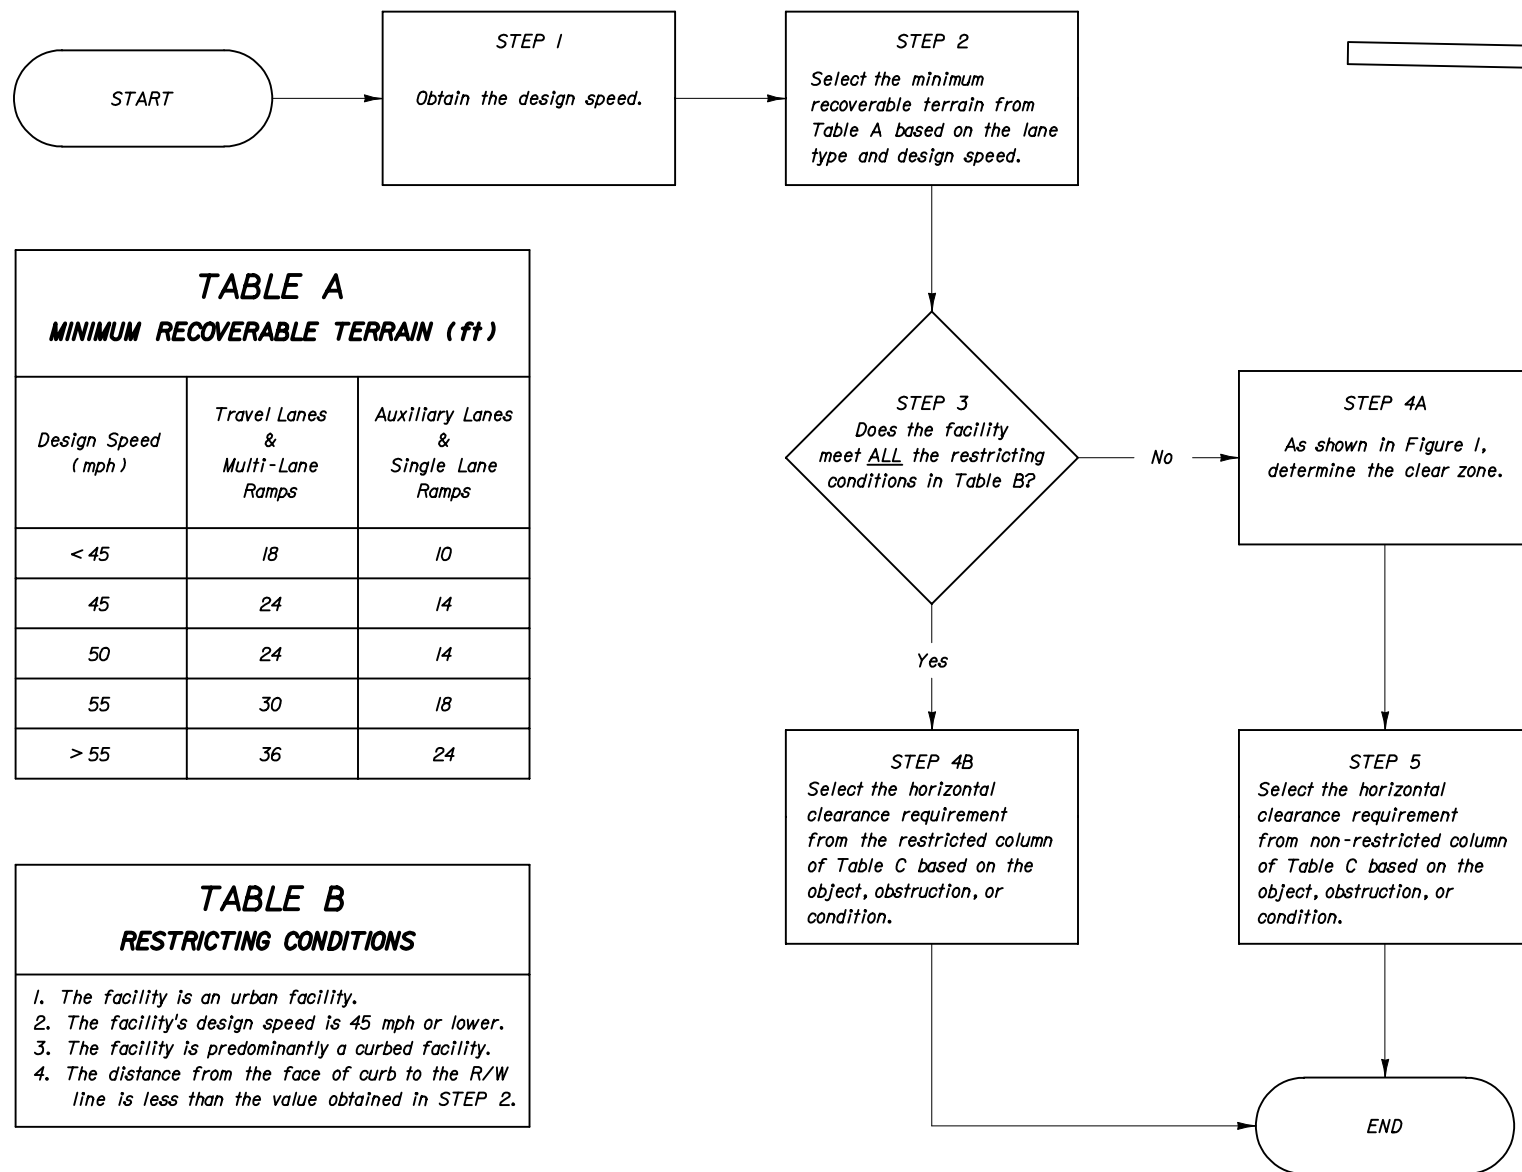 START
STEP 1
Obtain the design speed.
STEP 2
Select the minimum
recoverable terrain from
Table A based on the lane
type and design speed.
TABLE A
MINIMUM RECOVERABLE TERRAIN (ft)
Design Speed
(mph)
Travel Lanes
&
Multi-Lane
Ramps
Auxiliary Lanes
&
Single Lane
Ramps
< 45 18 10
45 24 14
50 24 14
55 30 18
> 55 36 24
TABLE B
RESTRICTING CONDITIONS
1. The facility is an urban facility.
2. The facility's design speed is 45 mph or lower.
3. The facility is predominantly a curbed facility.
4. The distance from the face of curb to the R/W
line is less than the value obtained in STEP 2.
STEP 3
Does the facility
meet ALL the restricting
conditions in Table B?
No
Yes
STEP 4A
As shown in Figure 1,
determine the clear zone.
STEP 4B
Select the horizontal
clearance requirement
from the restricted column
of Table C based on the
object, obstruction, or
condition.
STEP 5
Select the horizontal
clearance requirement
from non-restricted column
of Table C based on the
object, obstruction, or
condition.
END